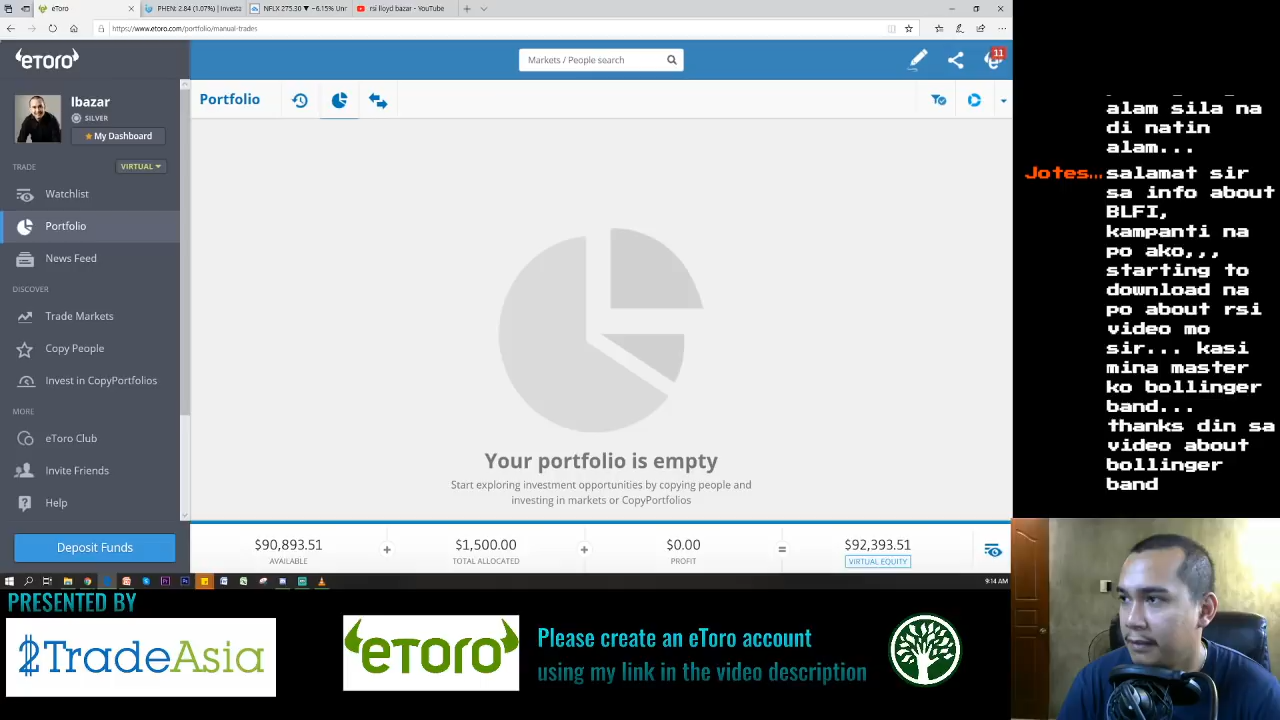 eToro
PHEN: 2.84 (1.07%) | Investa
NFLX 275.30 ▼ −6.15% Unr
rsi lloyd bazar - YouTube
https://www.etoro.com/portfolio/manual-trades
eTORO
Markets / People search
11
lbazar
SILVER
My Dashboard
Portfolio
TRADE
VIRTUAL
Watchlist
Portfolio
News Feed
DISCOVER
Trade Markets
Copy People
Invest in CopyPortfolios
MORE
eToro Club
Invite Friends
Help
Deposit Funds
Your portfolio is empty
Start exploring investment opportunities by copying people and
investing in markets or CopyPortfolios
$90,893.51
AVAILABLE
+
$1,500.00
TOTAL ALLOCATED
+
$0.00
PROFIT
=
$92,393.51
VIRTUAL EQUITY
9:14 AM
alam sila na
di natin
alam...
Jotes... salamat sir
sa info about
BLFI,
kampanti na
po ako,,,
starting to
download na
po about rsi
video mo
sir... kasi
mina master
ko bollinger
band...
thanks din sa
video about
bollinger
band
PRESENTED BY
2TradeAsia
eTORO
Please create an eToro account
using my link in the video description